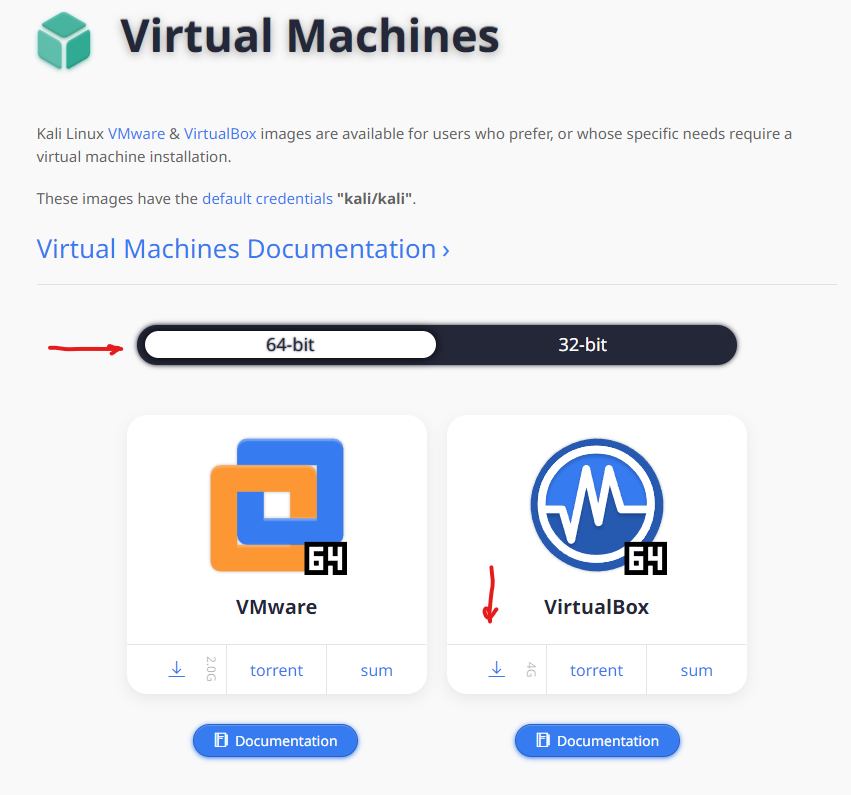 Virtual Machines
Kali Linux VMware & VirtualBox images are available for users who prefer, or whose specific needs require a
virtual machine installation.
These images have the default credentials "kali/kali".
Virtual Machines Documentation ›
64-bit 32-bit
64 64
VMware VirtualBox
2.0G torrent sum 4G torrent sum
Documentation Documentation